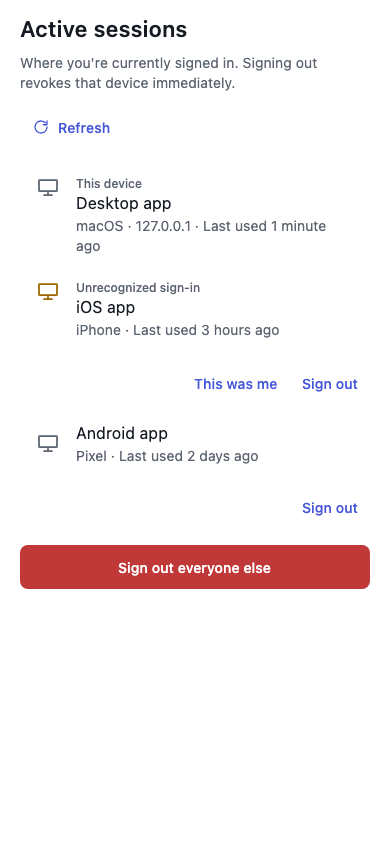 Active sessions
Where you're currently signed in. Signing out
revokes that device immediately.
Refresh
This device
Desktop app
macOS · 127.0.0.1 · Last used 1 minute
ago
Unrecognized sign-in
iOS app
iPhone · Last used 3 hours ago
This was me Sign out
Android app
Pixel · Last used 2 days ago
Sign out
Sign out everyone else